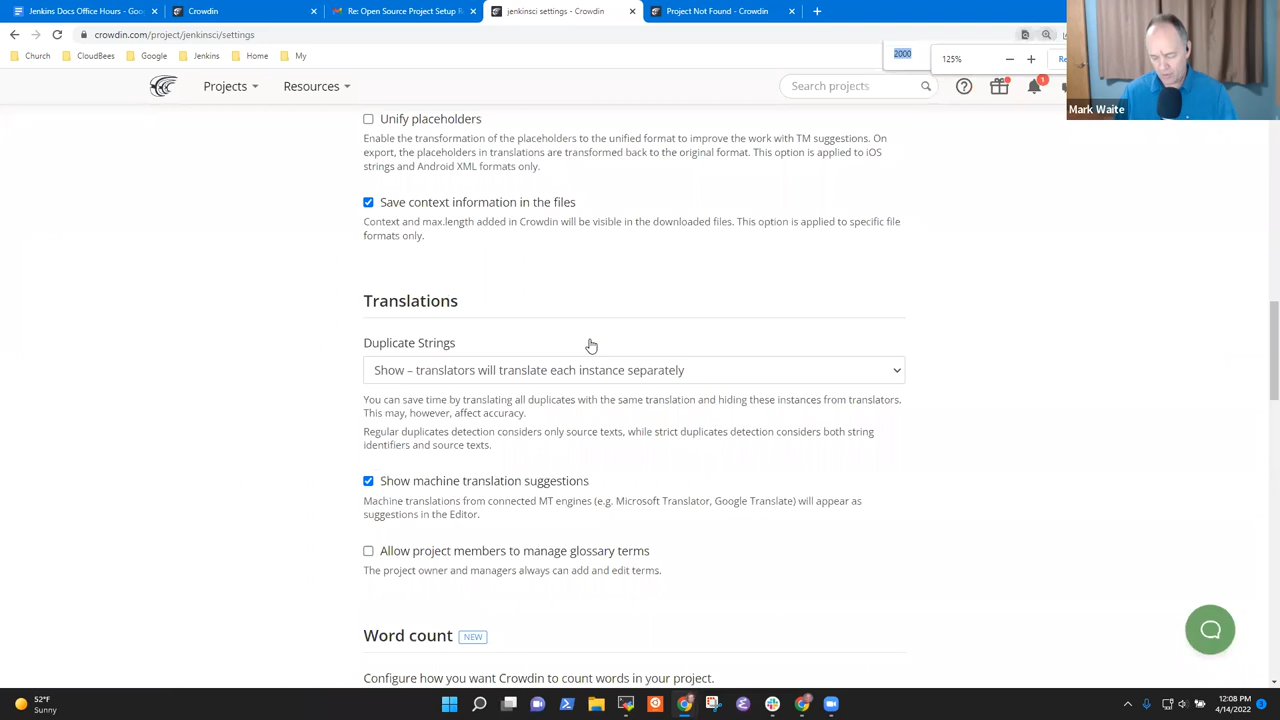 Jenkins Docs Office Hours - Goo
Crowdin
Re: Open Source Project Setup R
jenkinsci settings - Crowdin
Project Not Found - Crowdin
crowdin.com/project/jenkinsci/settings
Church
CloudBees
Google
Jenkins
Home
My
2000
125%
Re
Mark Waite
Projects
Resources
Search projects
1
Unify placeholders
Enable the transformation of the placeholders to the unified format to improve the work with TM suggestions. On
export, the placeholders in translations are transformed back to the original format. This option is applied to iOS
strings and Android XML formats only.
Save context information in the files
Context and max.length added in Crowdin will be visible in the downloaded files. This option is applied to specific file
formats only.
Translations
Duplicate Strings
Show – translators will translate each instance separately
You can save time by translating all duplicates with the same translation and hiding these instances from translators.
This may, however, affect accuracy.
Regular duplicates detection considers only source texts, while strict duplicates detection considers both string
identifiers and source texts.
Show machine translation suggestions
Machine translations from connected MT engines (e.g. Microsoft Translator, Google Translate) will appear as
suggestions in the Editor.
Allow project members to manage glossary terms
The project owner and managers always can add and edit terms.
Word count NEW
Configure how you want Crowdin to count words in your project.
52°F
Sunny
12:08 PM
4/14/2022